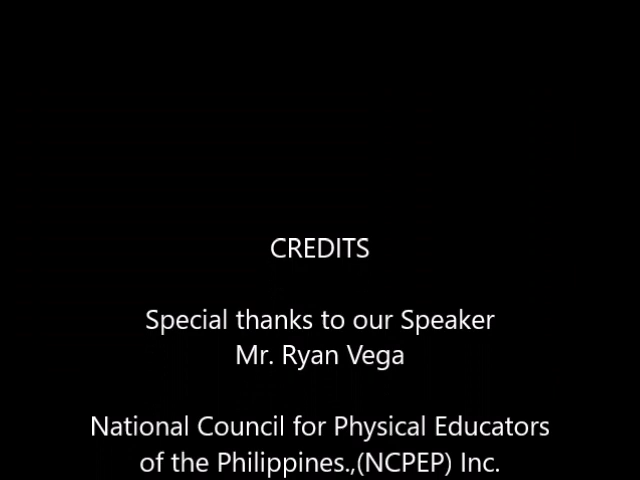 CREDITS
Special thanks to our Speaker
Mr. Ryan Vega
National Council for Physical Educators
of the Philippines.,(NCPEP) Inc.